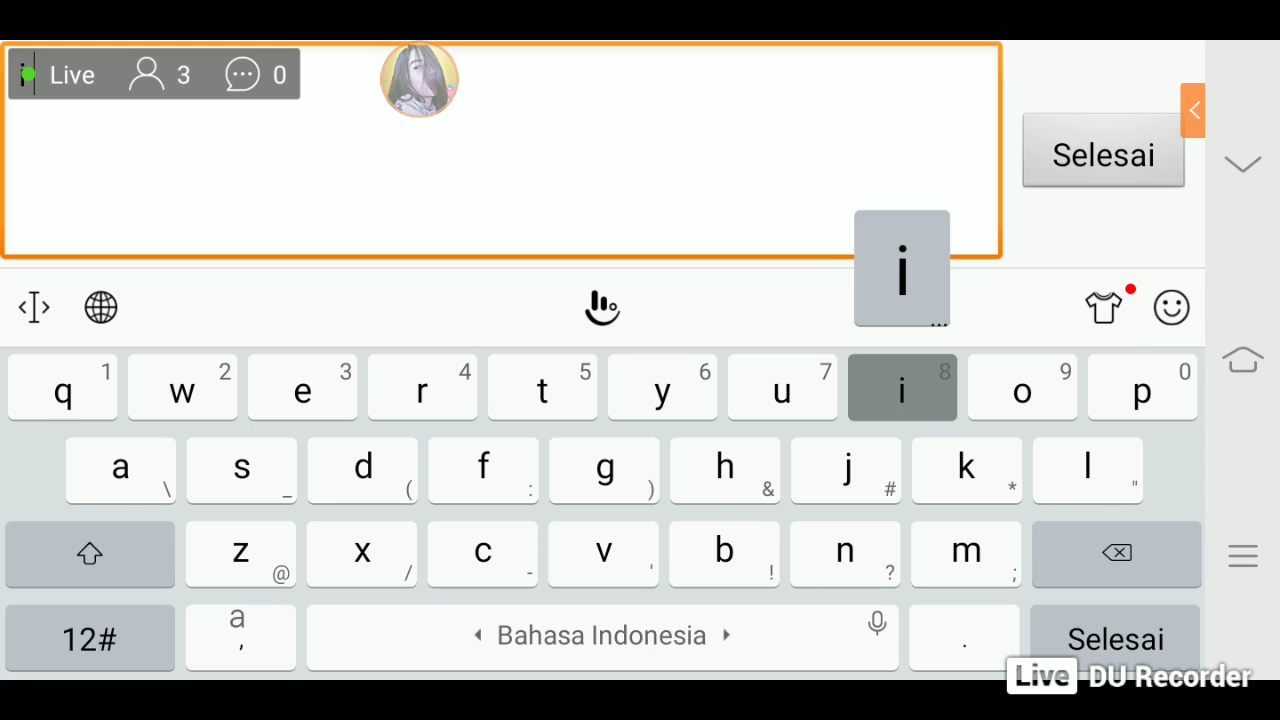 i Live 3 0
Selesai
i
...
q 1 w 2 e 3 r 4 t 5 y 6 u 7 i 8 o 9 p 0
a \ s _ d ( f : g ) h & j # k * l "
z @ x / c - v ' b ! n ? m ;
12# a , Bahasa Indonesia . Selesai
Live DU Recorder